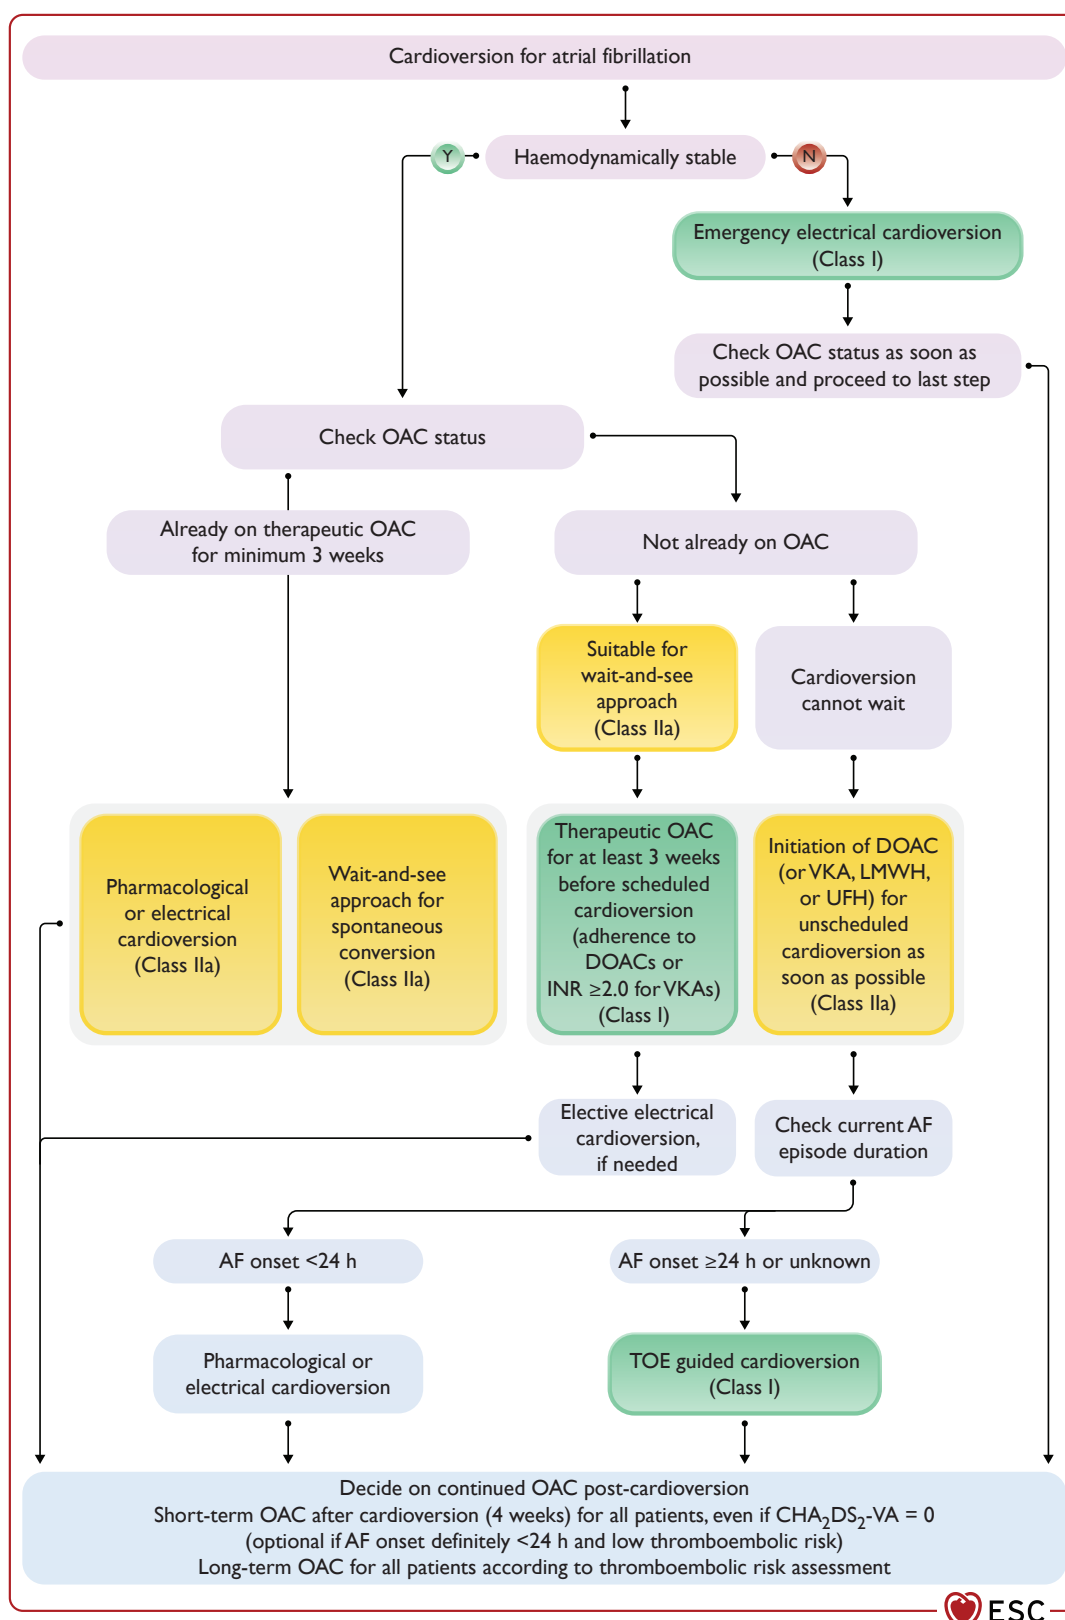 Cardioversion for atrial fibrillation
Y
Haemodynamically stable
N
Emergency electrical cardioversion
(Class I)
Check OAC status as soon as
possible and proceed to last step
Check OAC status
Already on therapeutic OAC
for minimum 3 weeks
Not already on OAC
Suitable for
wait-and-see
approach
(Class IIa)
Cardioversion
cannot wait
Pharmacological
or electrical
cardioversion
(Class IIa)
Wait-and-see
approach for
spontaneous
conversion
(Class IIa)
Therapeutic OAC
for at least 3 weeks
before scheduled
cardioversion
(adherence to
DOACs or
INR ≥2.0 for VKAs)
(Class I)
Initiation of DOAC
(or VKA, LMWH,
or UFH) for
unscheduled
cardioversion as
soon as possible
(Class IIa)
Elective electrical
cardioversion,
if needed
Check current AF
episode duration
AF onset <24 h
AF onset ≥24 h or unknown
Pharmacological or
electrical cardioversion
TOE guided cardioversion
(Class I)
Decide on continued OAC post-cardioversion
Short-term OAC after cardioversion (4 weeks) for all patients, even if CHA₂DS₂-VA = 0
(optional if AF onset definitely <24 h and low thromboembolic risk)
Long-term OAC for all patients according to thromboembolic risk assessment
ESC